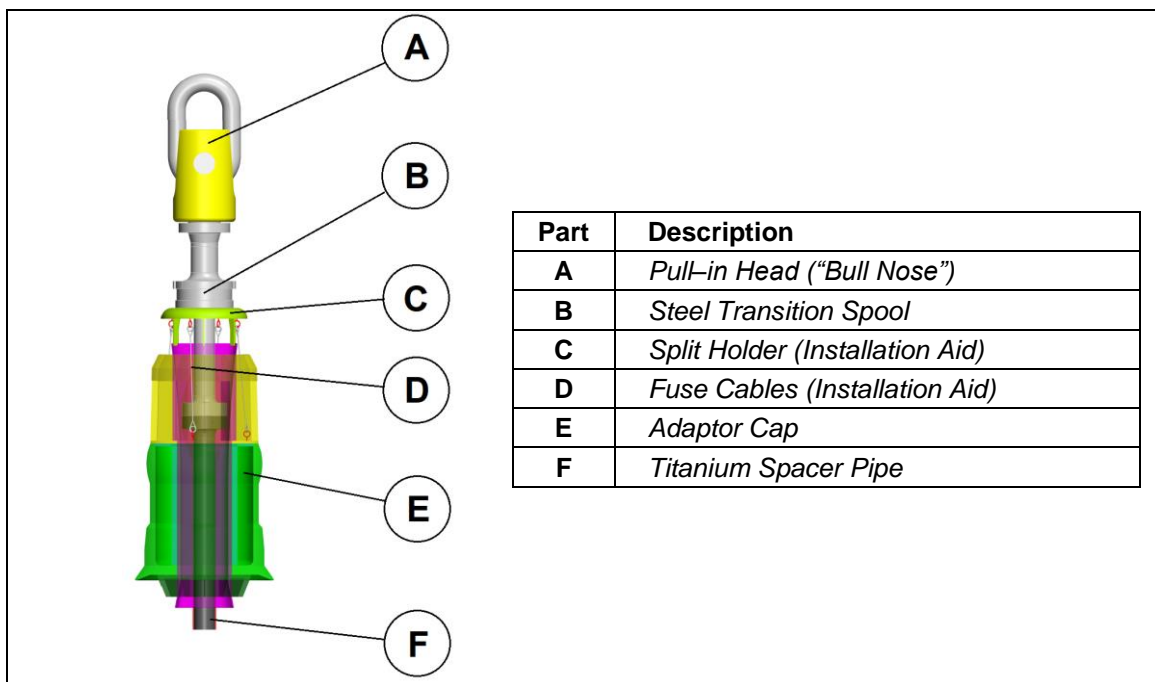 A
B
C
D
E
F
Part Description
A Pull–in Head (“Bull Nose”)
B Steel Transition Spool
C Split Holder (Installation Aid)
D Fuse Cables (Installation Aid)
E Adaptor Cap
F Titanium Spacer Pipe